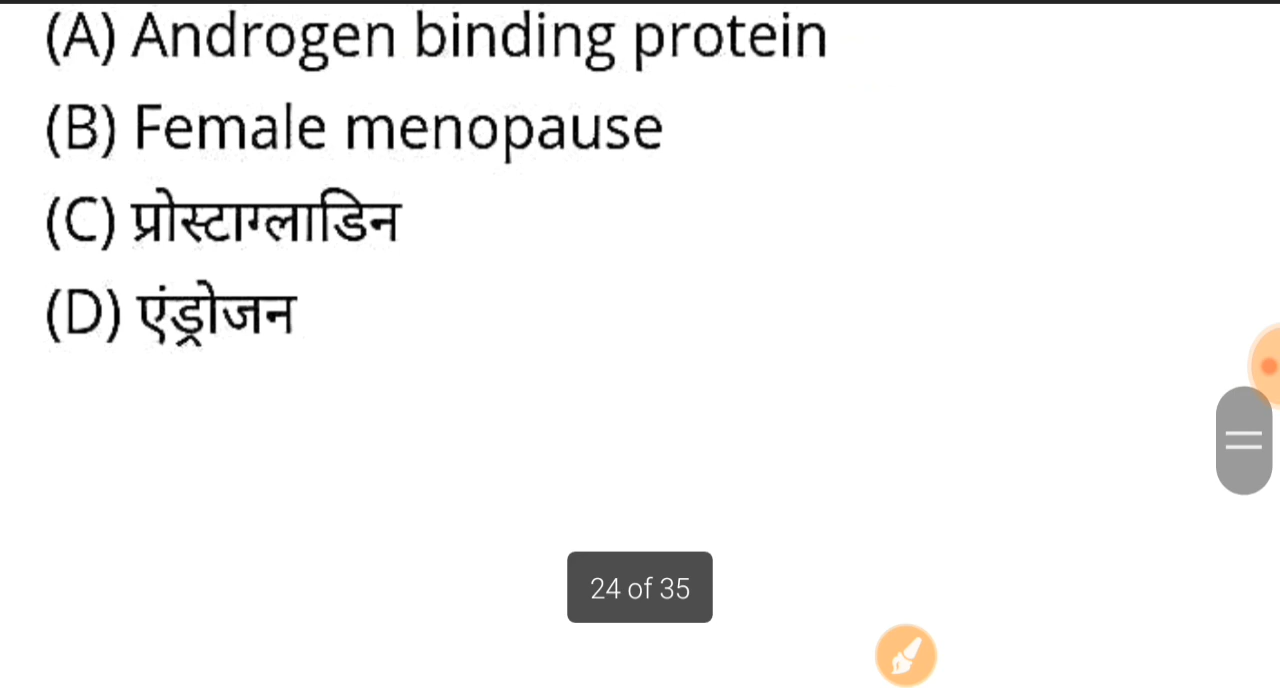 (A) Androgen binding protein
(B) Female menopause
(C) प्रोस्टाग्लाडिन
(D) एंड्रोजन
24 of 35